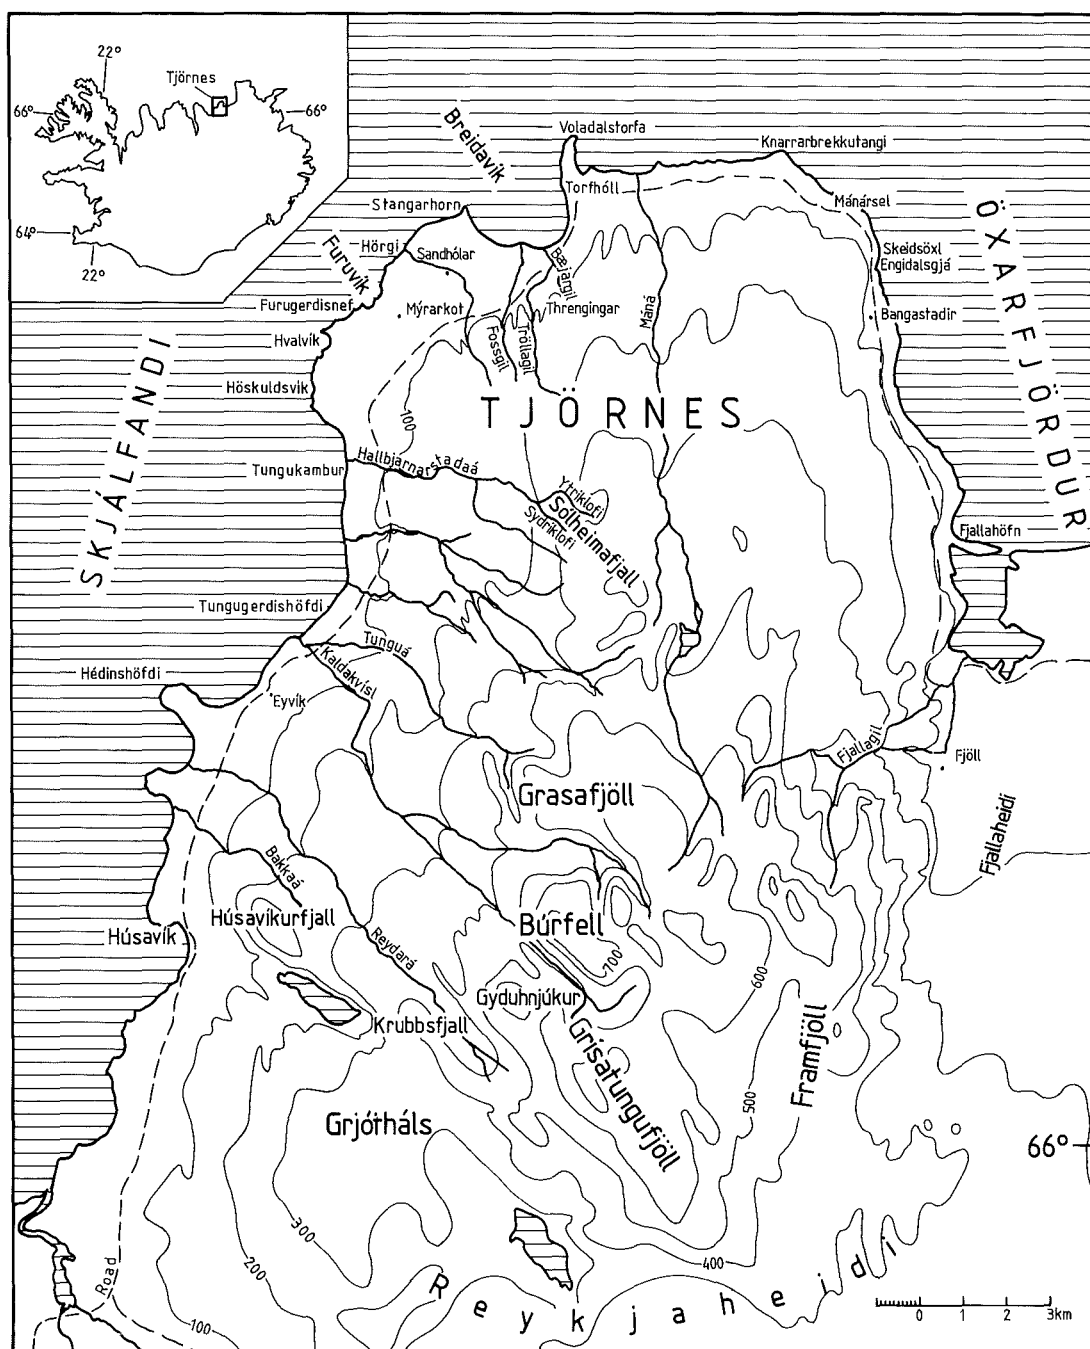 22°
Tjörnes
66°
66°
64°
22°
Breidavík
Voladalstorfa
Knarrarbrekkutangi
Torfhóll
Mánársel
Stangarhorn
ÖXARFJÖRDUR
Hörgi
Sandhólar
Bæjargil
Skeidsöxl
Engidalsgjá
Furuvík
Furugerdisnef
Mýrarkot
Threngingar
Máná
Bangastadir
Hvalvík
Fossgil
Tröllagil
SKJÁLFANDI
Höskuldsvík
100
TJÖRNES
Tungukambur
Hallbjarnarstadaá
Ytriklofi
Sólheimafjall
Sydriklofi
Fjallahöfn
Tungugerdishöfdi
Tunguá
Kaldakvísl
Hédinshöfdi
Eyvík
Fjallagil
Fjöll
Grasafjöll
Fjallaheidi
Bakkaá
Húsavíkurfjall
Búrfell
Húsavík
Reydará
700
600
Gyduhnjúkur
Krubbsfjall
Grísatungufjöll
Framfjöll
500
Grjótháls
66°
300
400
200
Road
Reykjaheidi
100
0 1 2 3km